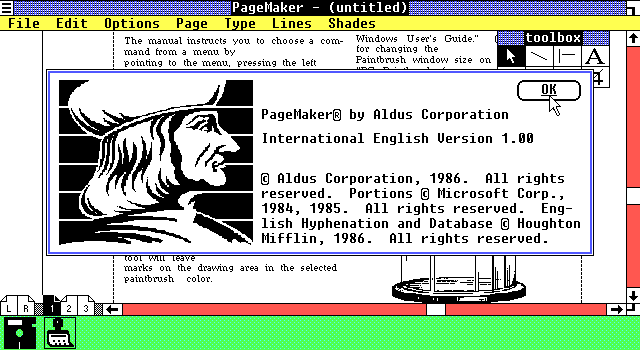 PageMaker - (untitled)
File Edit Options Page Type Lines Shades
The manual instructs you to choose a com-
mand from a menu by
pointing to the menu, pressing the left
Windows User's Guide."
for changing the
Paintbrush window size on
toolbox
A
OK
PageMaker® by Aldus Corporation
International English Version 1.00
© Aldus Corporation, 1986. All rights
reserved. Portions © Microsoft Corp.,
1984, 1985. All rights reserved. Eng-
lish Hyphenation and Database © Houghton
Mifflin, 1986. All rights reserved.
tool will leave
marks on the drawing area in the selected
paintbrush color.
L R 1 2 3